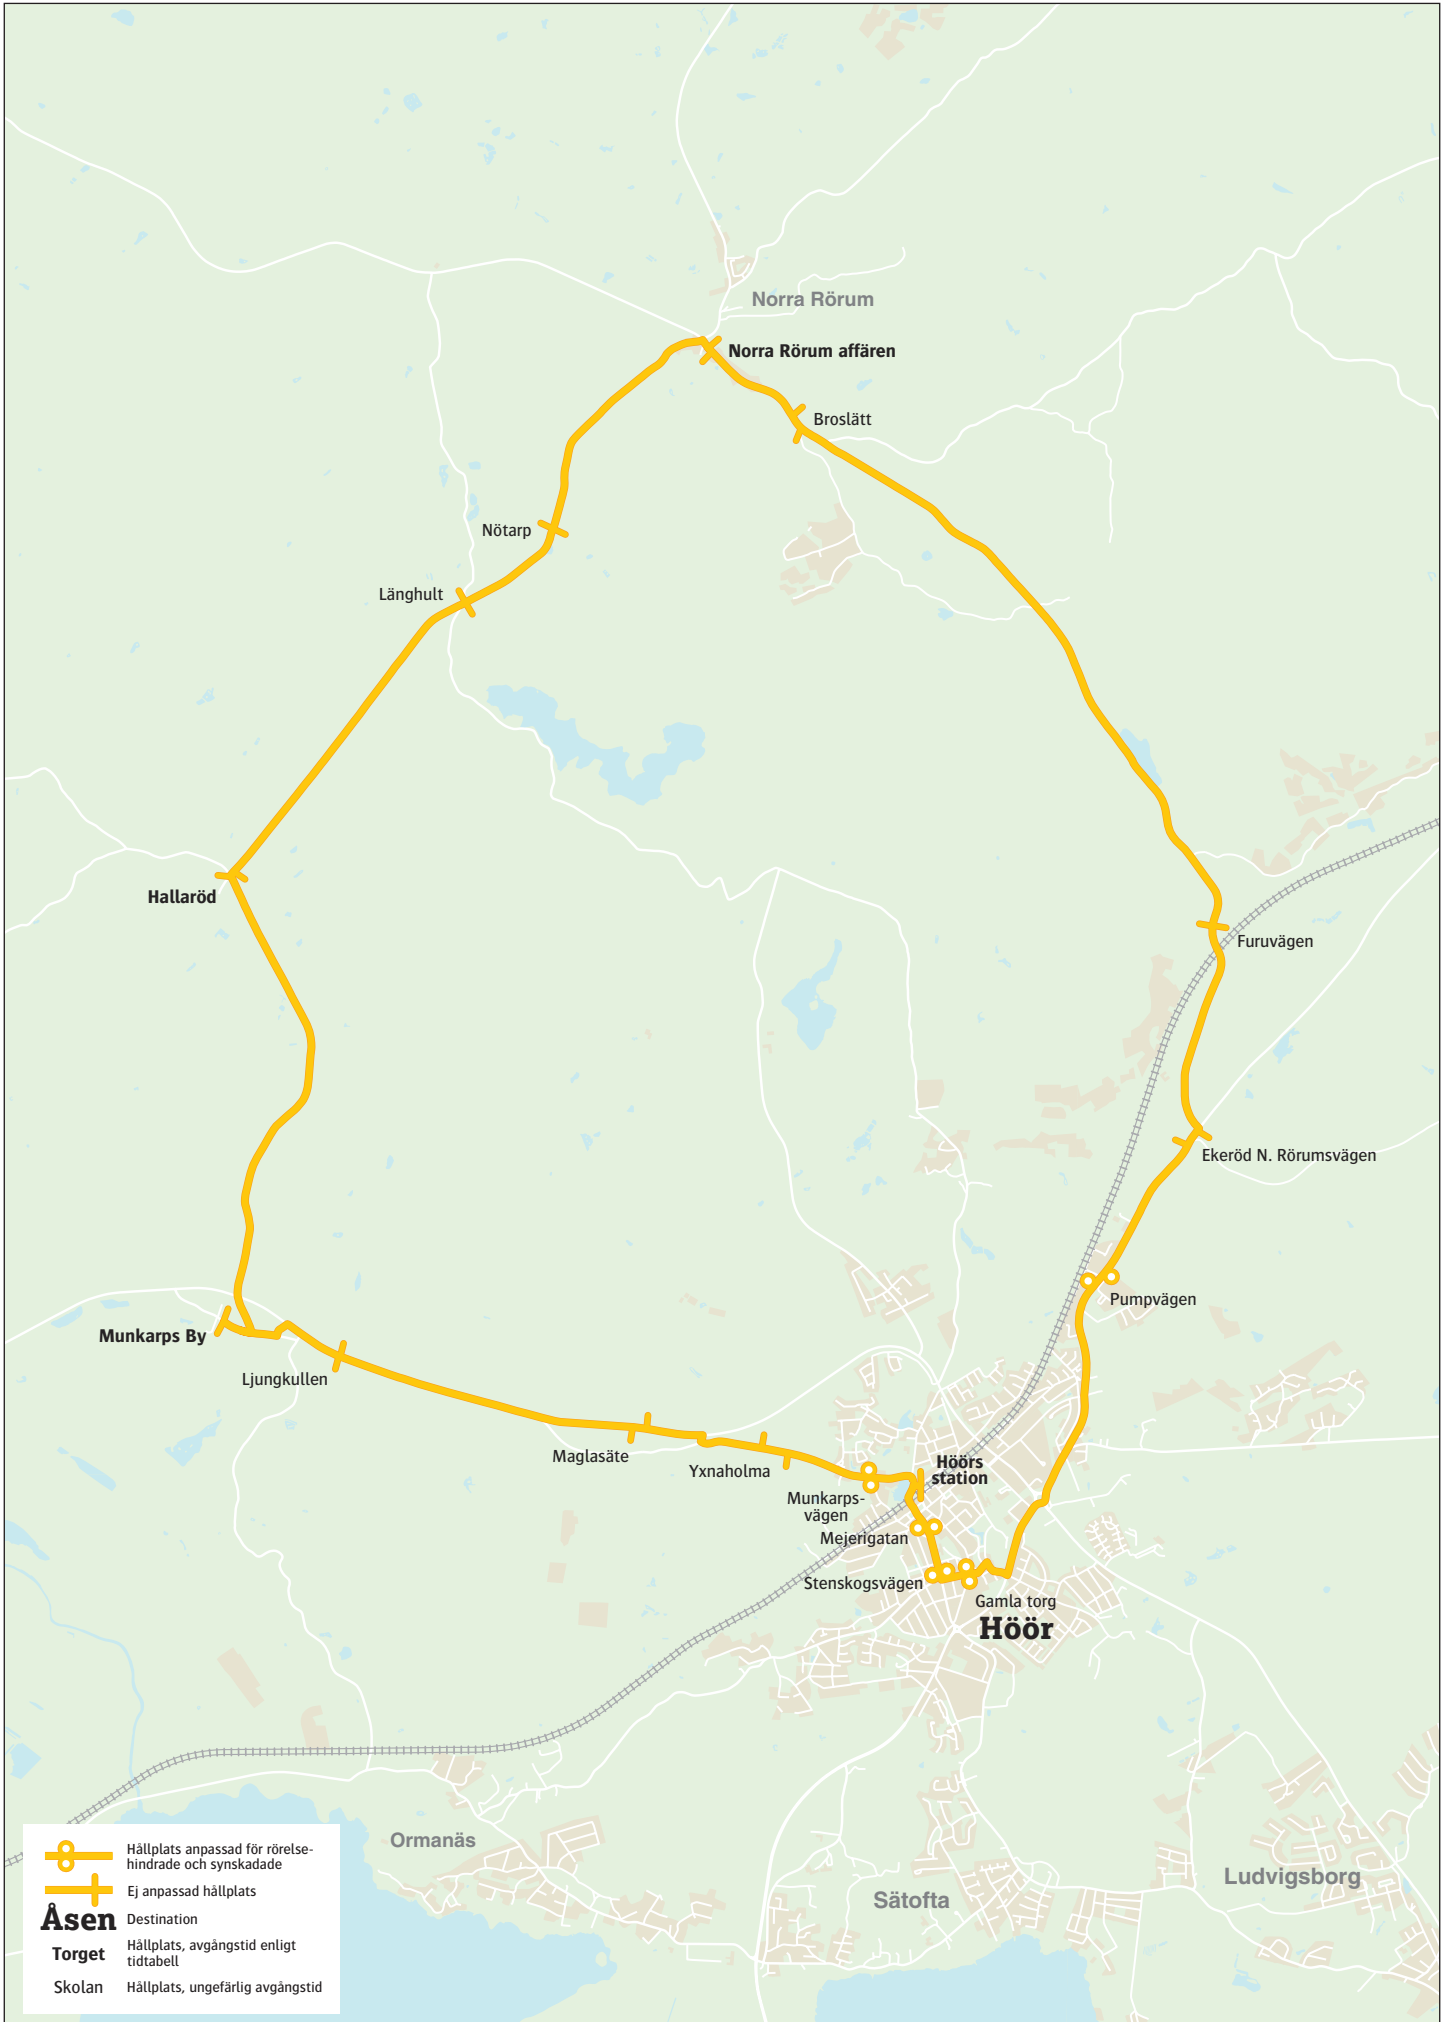 Norra Rörum
Norra Rörum affären
Broslätt
Nötarp
Länghult
Hallaröd
Furuvägen
Ekeröd N. Rörumsvägen
Pumpvägen
Munkarps By
Ljungkullen
Maglasäte
Yxnaholma
Höörs
station
Munkarps-
vägen
Mejerigatan
Stenskogsvägen
Gamla torg
Höör
Ormanäs
Sätofta
Ludvigsborg
Hållplats anpassad för rörelse-
hindrade och synskadade
Ej anpassad hållplats
Åsen Destination
Torget Hållplats, avgångstid enligt
tidtabell
Skolan Hållplats, ungefärlig avgångstid